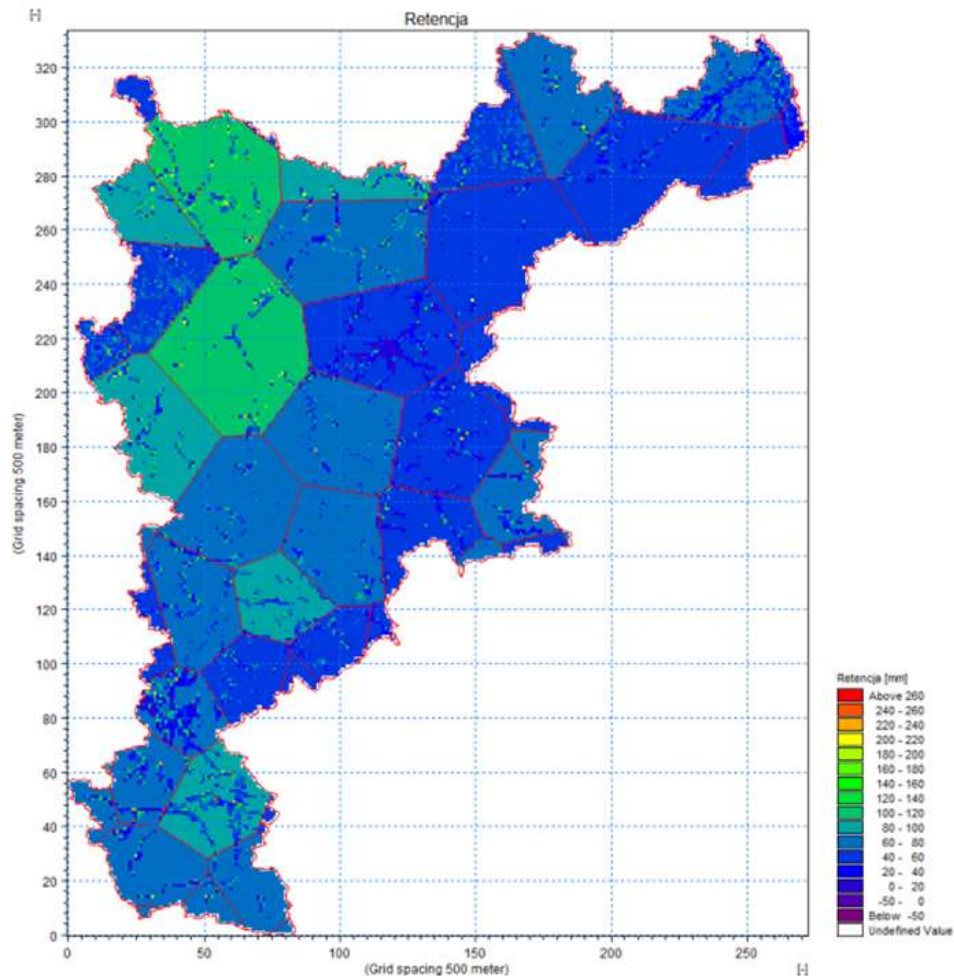 [-]
Retencja
320
300
280
260
240
220
200
180
160
140
120
100
80
60
40
20
0
(Grid spacing 500 meter)
0 50 100 150 200 250
(Grid spacing 500 meter) [-]
Retencja [mm]
Above 260
240 - 260
220 - 240
200 - 220
180 - 200
160 - 180
140 - 160
120 - 140
100 - 120
80 - 100
60 - 80
40 - 60
20 - 40
0 - 20
-50 - 0
Below -50
Undefined Value